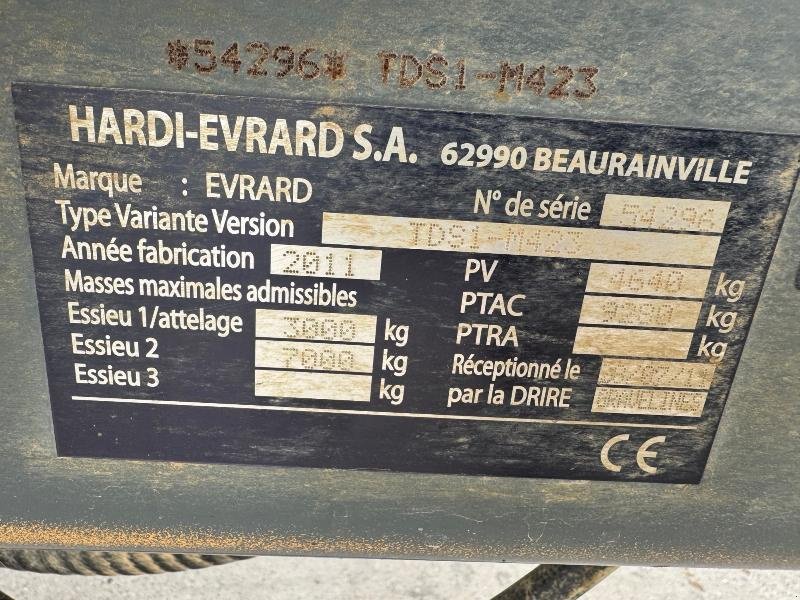 *54296* TDS1-M423
HARDI-EVRARD S.A. 62990 BEAURAINVILLE
Marque : EVRARD N° de série 54296
Type Variante Version TDS1-M423
Année fabrication 2011 PV 4640 kg
Masses maximales admissibles PTAC kg
Essieu 1/attelage 3000 kg PTRA kg
Essieu 2 7000 kg Réceptionné le
Essieu 3 kg par la DRIRE GRAVELINES
CE